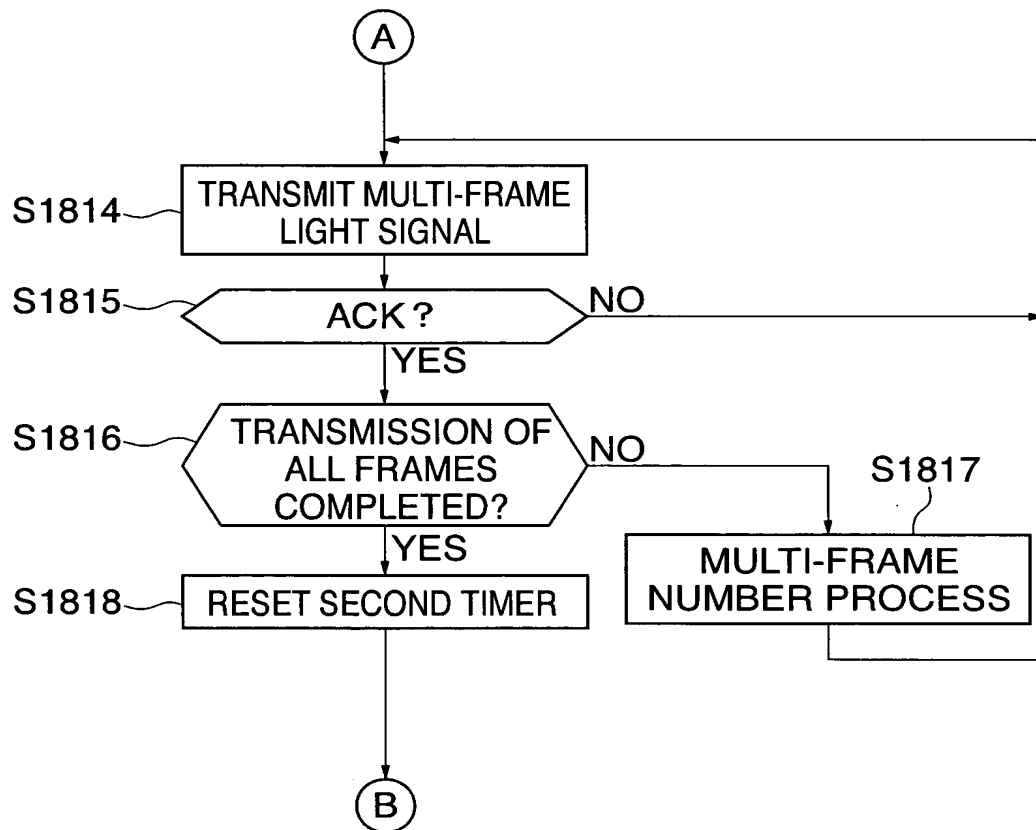 A
S1814
TRANSMIT MULTI-FRAME
LIGHT SIGNAL
S1815
ACK?
NO
YES
S1816
TRANSMISSION OF
ALL FRAMES
COMPLETED?
NO
S1817
YES
MULTI-FRAME
NUMBER PROCESS
S1818
RESET SECOND TIMER
B